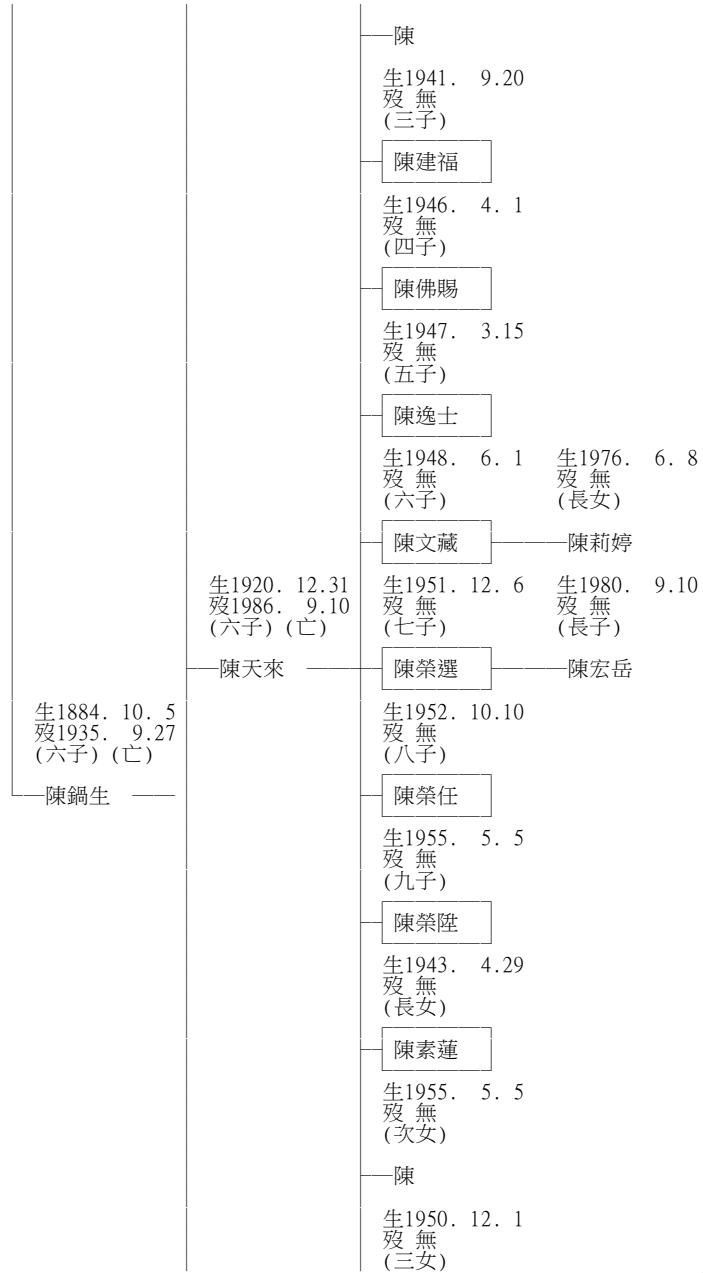 陳
生1941. 9.20
歿 無
(三子)
陳建福
生1946. 4. 1
歿 無
(四子)
陳佛賜
生1947. 3.15
歿 無
(五子)
陳逸士
生1948. 6. 1 生1976. 6. 8
歿 無 歿 無
(六子) (長女)
陳文藏 陳莉婷
生1920. 12.31 生1951. 12. 6 生1980. 9.10
歿1986. 9.10 歿 無 歿 無
(六子)(亡) (七子) (長子)
陳天來 陳榮選 陳宏岳
生1884. 10. 5 生1952. 10.10
歿1935. 9.27 歿 無
(六子)(亡) (八子)
陳鍋生 陳榮任
生1955. 5. 5
歿 無
(九子)
陳榮陞
生1943. 4.29
歿 無
(長女)
陳素蓮
生1955. 5. 5
歿 無
(次女)
陳
生1950. 12. 1
歿 無
(三女)